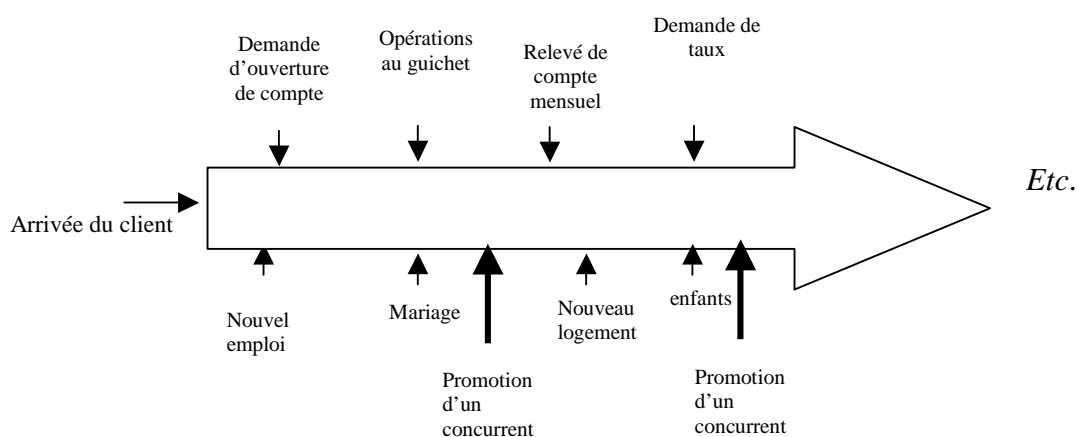 Demande
d’ouverture
de compte
Opérations
au guichet
Relevé de
compte
mensuel
Demande de
taux
Etc.
Arrivée du client
Nouvel
emploi
Mariage
Nouveau
logement
enfants
Promotion
d’un
concurrent
Promotion
d’un
concurrent